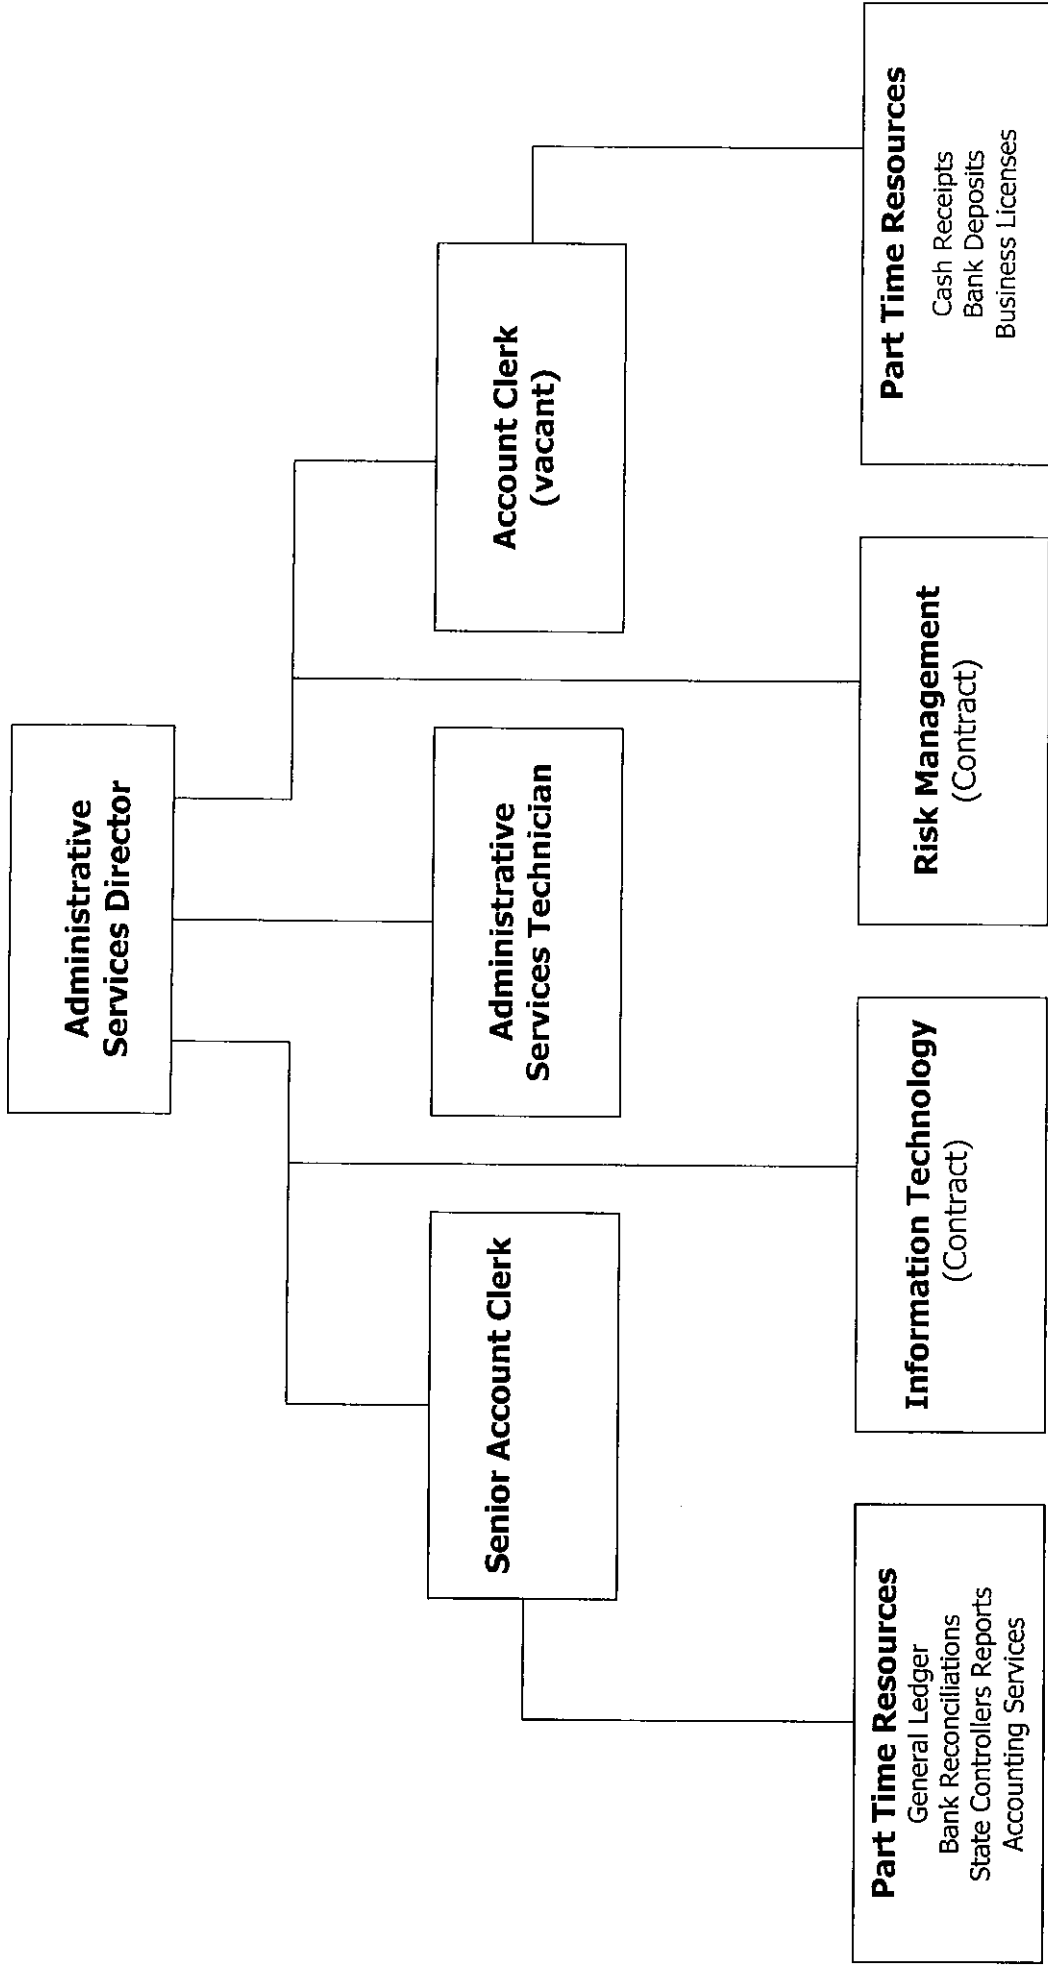 Administrative
Services Director
Senior Account Clerk
Administrative
Services Technician
Account Clerk
(vacant)
Part Time Resources
General Ledger
Bank Reconciliations
State Controllers Reports
Accounting Services
Information Technology
(Contract)
Risk Management
(Contract)
Part Time Resources
Cash Receipts
Bank Deposits
Business Licenses